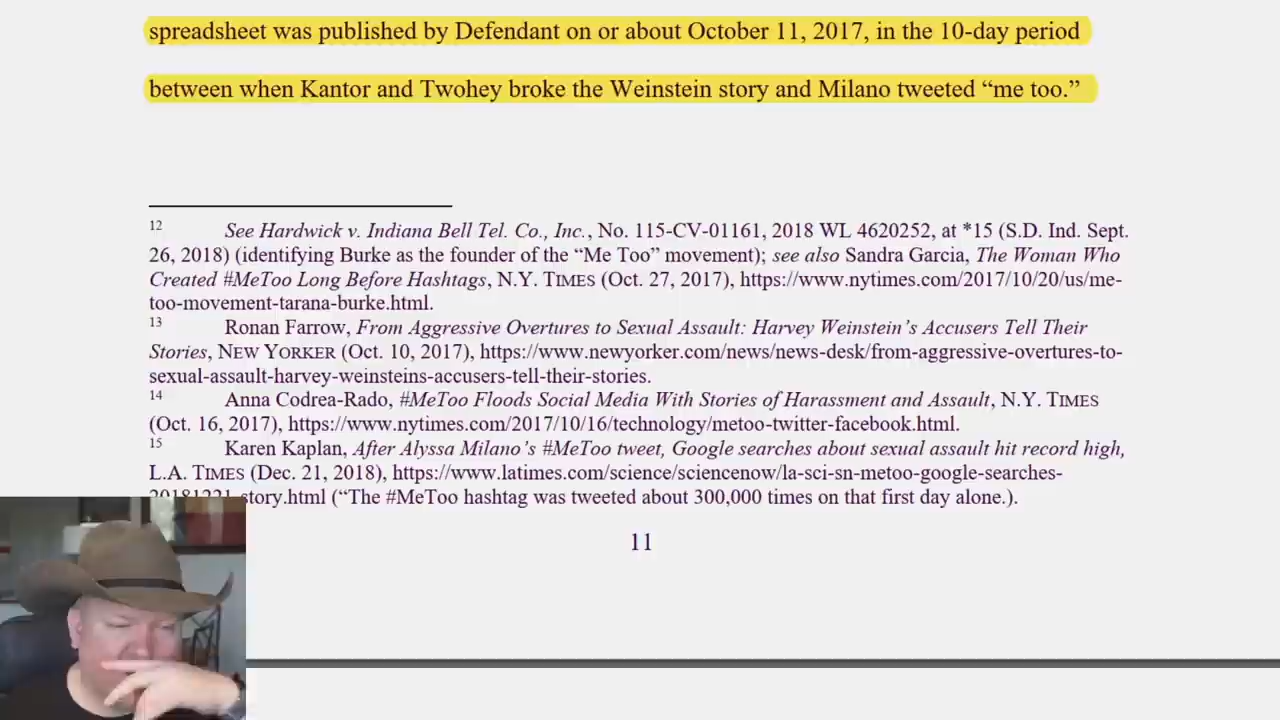 spreadsheet was published by Defendant on or about October 11, 2017, in the 10-day period
between when Kantor and Twohey broke the Weinstein story and Milano tweeted “me too.”
12 See Hardwick v. Indiana Bell Tel. Co., Inc., No. 115-CV-01161, 2018 WL 4620252, at *15 (S.D. Ind. Sept.
26, 2018) (identifying Burke as the founder of the “Me Too” movement); see also Sandra Garcia, The Woman Who
Created #MeToo Long Before Hashtags, N.Y. TIMES (Oct. 27, 2017), https://www.nytimes.com/2017/10/20/us/me-
too-movement-tarana-burke.html.
13 Ronan Farrow, From Aggressive Overtures to Sexual Assault: Harvey Weinstein’s Accusers Tell Their
Stories, NEW YORKER (Oct. 10, 2017), https://www.newyorker.com/news/news-desk/from-aggressive-overtures-to-
sexual-assault-harvey-weinsteins-accusers-tell-their-stories.
14 Anna Codrea-Rado, #MeToo Floods Social Media With Stories of Harassment and Assault, N.Y. TIMES
(Oct. 16, 2017), https://www.nytimes.com/2017/10/16/technology/metoo-twitter-facebook.html.
15 Karen Kaplan, After Alyssa Milano’s #MeToo tweet, Google searches about sexual assault hit record high,
L.A. TIMES (Dec. 21, 2018), https://www.latimes.com/science/sciencenow/la-sci-sn-metoo-google-searches-
20181221-story.html (“The #MeToo hashtag was tweeted about 300,000 times on that first day alone.).
11